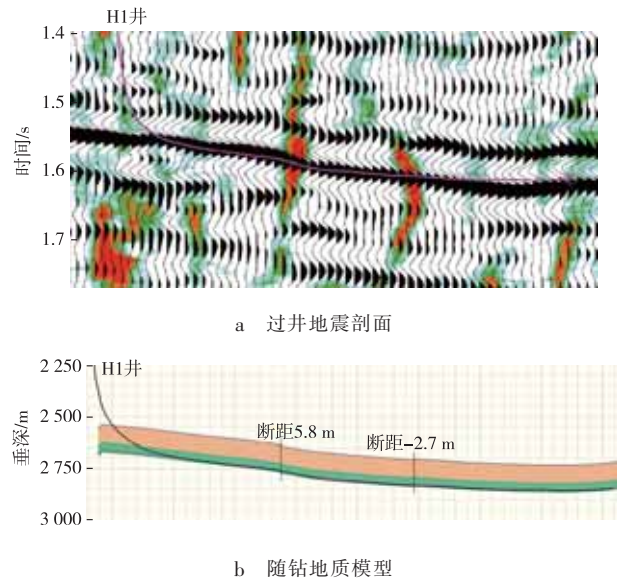 H1井
1.4
1.5
1.6
1.7
时间/s
a 过井地震剖面
2 250
H1井
2 500
断距5.8 m
断距-2.7 m
2 750
垂深/m
3 000
b 随钻地质模型